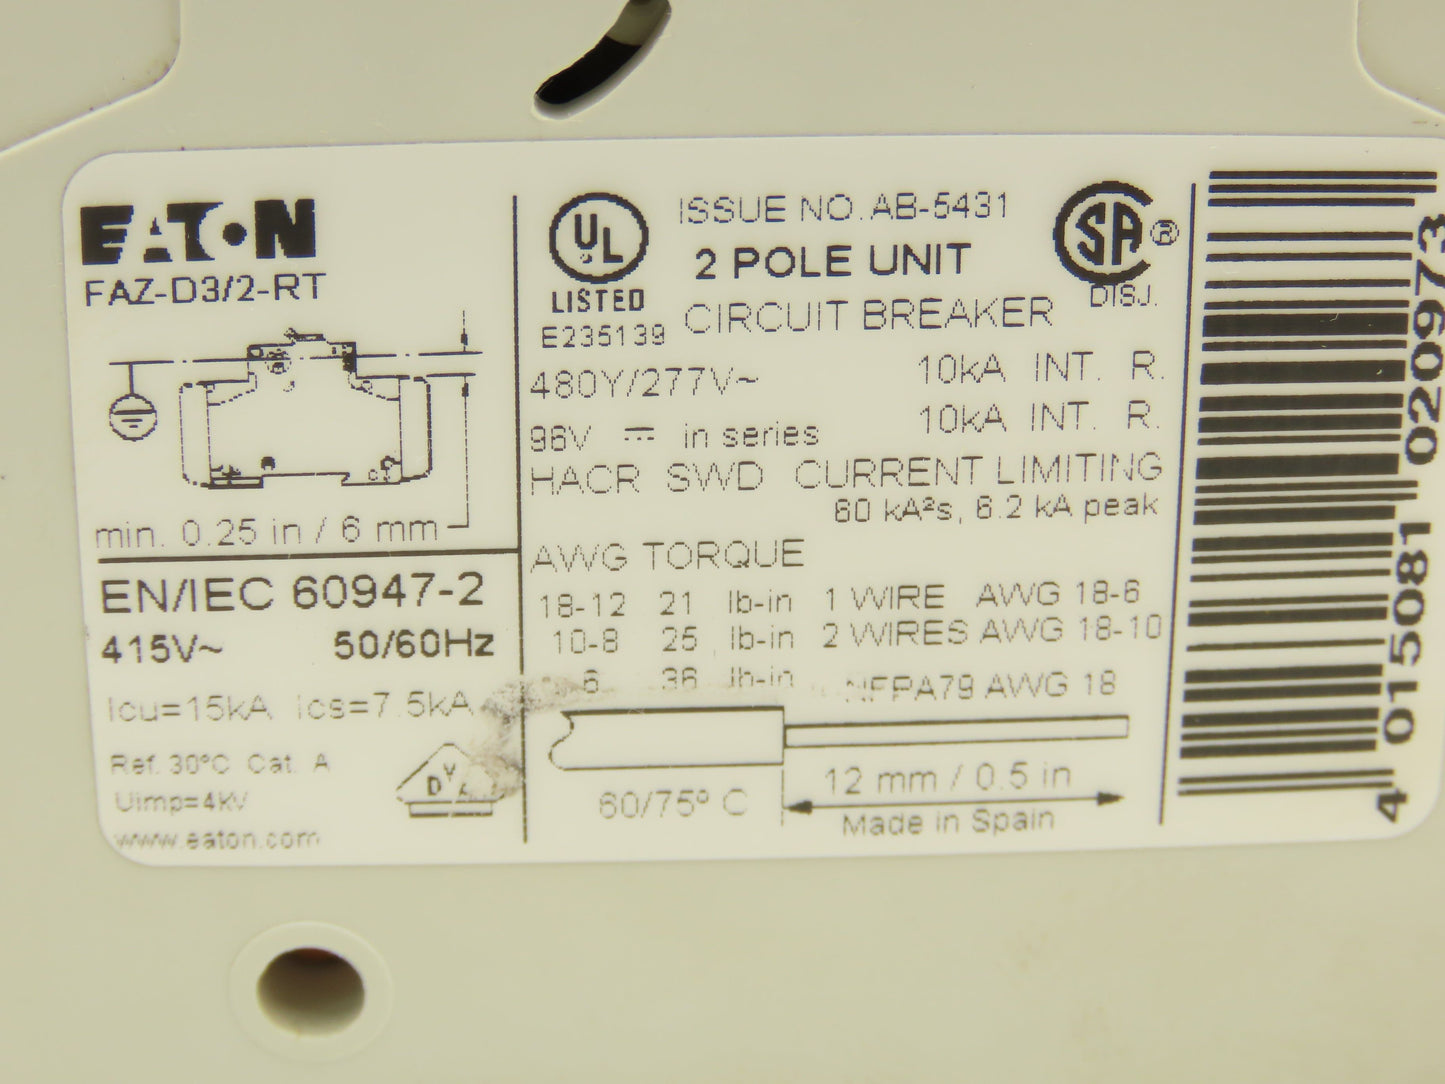 EATON
FAZ-D3/2-RT
min. 0.25 in / 6 mm
EN/IEC 60947-2
415V~ 50/60Hz
Icu=15kA Ics=7.5kA
Ref. 30°C Cat. A
Uimp=4kV
www.eaton.com
UL
LISTED
E235139
ISSUE NO. AB-5431
2 POLE UNIT
CIRCUIT BREAKER
SA ®
DISJ.
480Y/277V~ 10kA INT. R.
96V ⎓ in series 10kA INT. R.
HACR SWD CURRENT LIMITING
60 kA²s, 6.2 kA peak
AWG TORQUE
18-12 21 lb-in 1 WIRE AWG 18-6
10-8 25 lb-in 2 WIRES AWG 18-10
6 36 lb-in NFPA79 AWG 18
60/75° C
12 mm / 0.5 in
Made in Spain
4 015081 020973